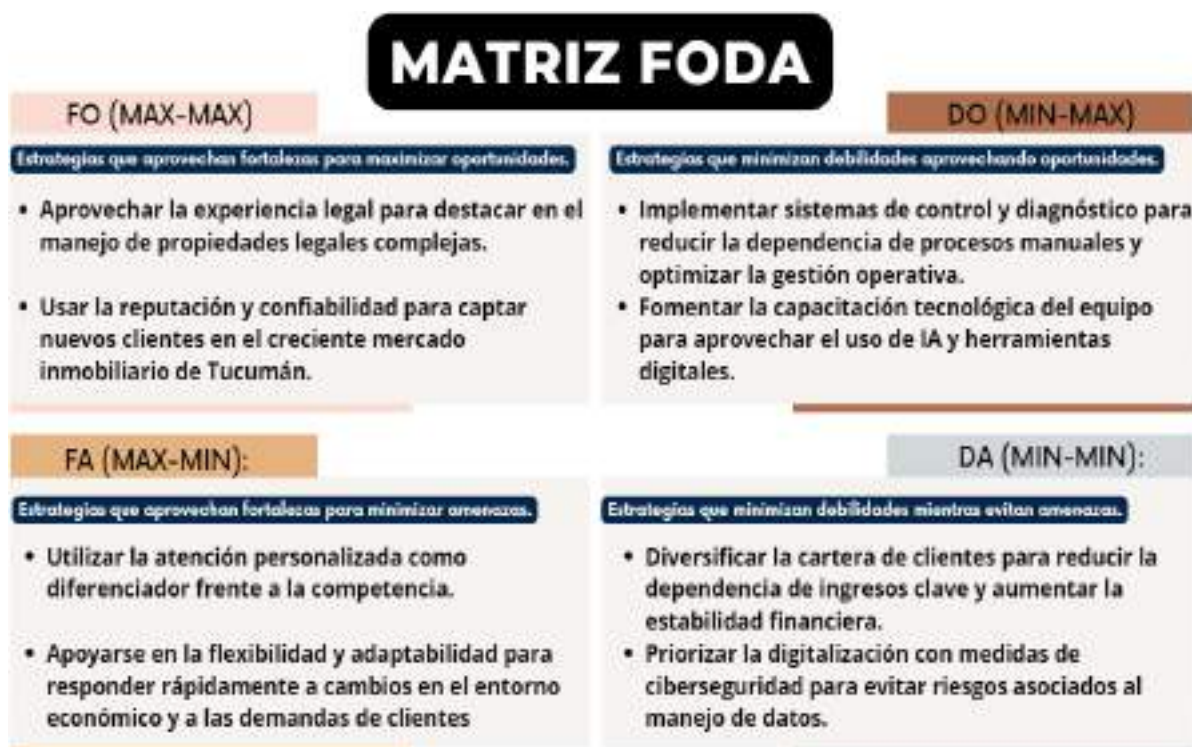 MATRIZ FODA
FO (MAX-MAX)
Estrategias que aprovechan fortalezas para maximizar oportunidades.
• Aprovechar la experiencia legal para destacar en el
manejo de propiedades legales complejas.
• Usar la reputación y confiabilidad para captar
nuevos clientes en el creciente mercado
inmobiliario de Tucumán.
DO (MIN-MAX)
Estrategias que minimizan debilidades aprovechando oportunidades.
• Implementar sistemas de control y diagnóstico para
reducir la dependencia de procesos manuales y
optimizar la gestión operativa.
• Fomentar la capacitación tecnológica del equipo
para aprovechar el uso de IA y herramientas
digitales.
FA (MAX-MIN):
Estrategias que aprovechan fortalezas para minimizar amenazas.
• Utilizar la atención personalizada como
diferenciador frente a la competencia.
• Apoyarse en la flexibilidad y adaptabilidad para
responder rápidamente a cambios en el entorno
económico y a las demandas de clientes
DA (MIN-MIN):
Estrategias que minimizan debilidades mientras evitan amenazas.
• Diversificar la cartera de clientes para reducir la
dependencia de ingresos clave y aumentar la
estabilidad financiera.
• Priorizar la digitalización con medidas de
ciberseguridad para evitar riesgos asociados al
manejo de datos.